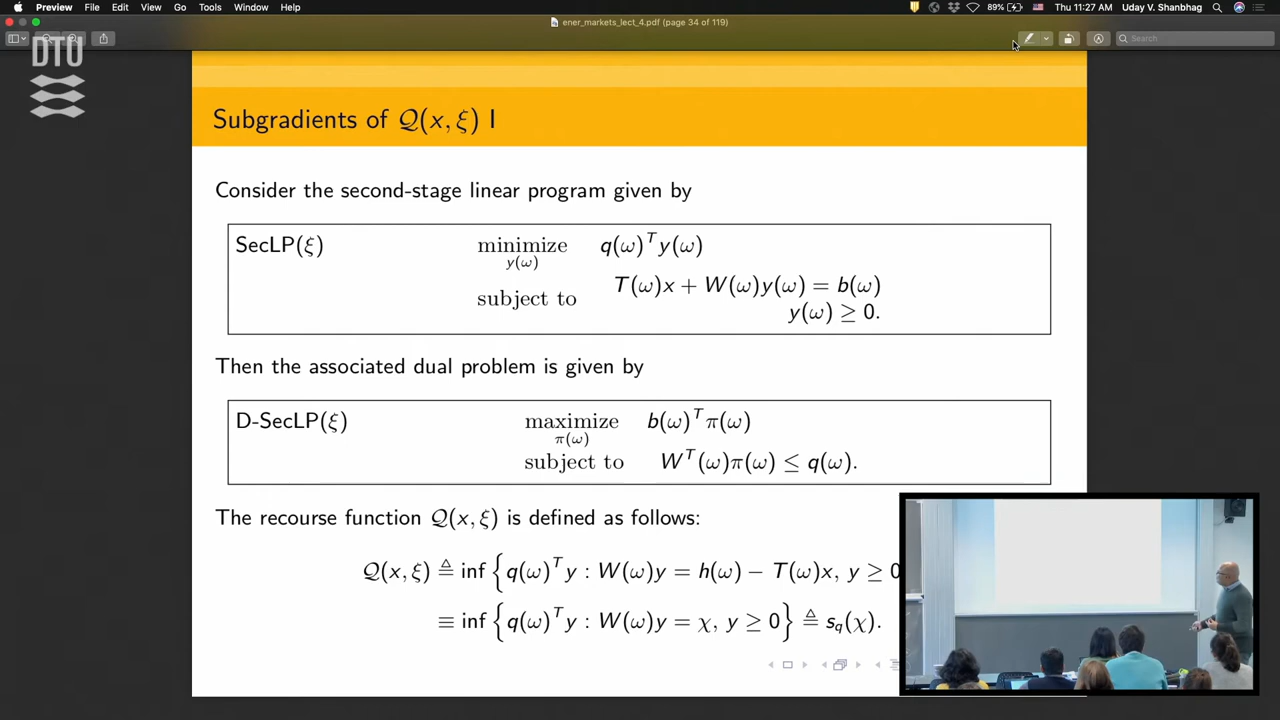 Preview File Edit View Go Tools Window Help 89% Thu 11:27 AM Uday V. Shanbhag
ener_markets_lect_4.pdf (page 34 of 119)
Search
DTU
Subgradients of 𝒬(x, ξ) I
Consider the second-stage linear program given by
SecLP(ξ) minimize q(ω)ᵀy(ω)
y(ω)
T(ω)x + W(ω)y(ω) = b(ω)
subject to
y(ω) ≥ 0.
Then the associated dual problem is given by
D-SecLP(ξ) maximize b(ω)ᵀπ(ω)
π(ω)
subject to Wᵀ(ω)π(ω) ≤ q(ω).
The recourse function 𝒬(x, ξ) is defined as follows:
𝒬(x, ξ) ≜ inf {q(ω)ᵀy : W(ω)y = h(ω) − T(ω)x, y ≥ 0
≡ inf {q(ω)ᵀy : W(ω)y = χ, y ≥ 0} ≜ s_q(χ).